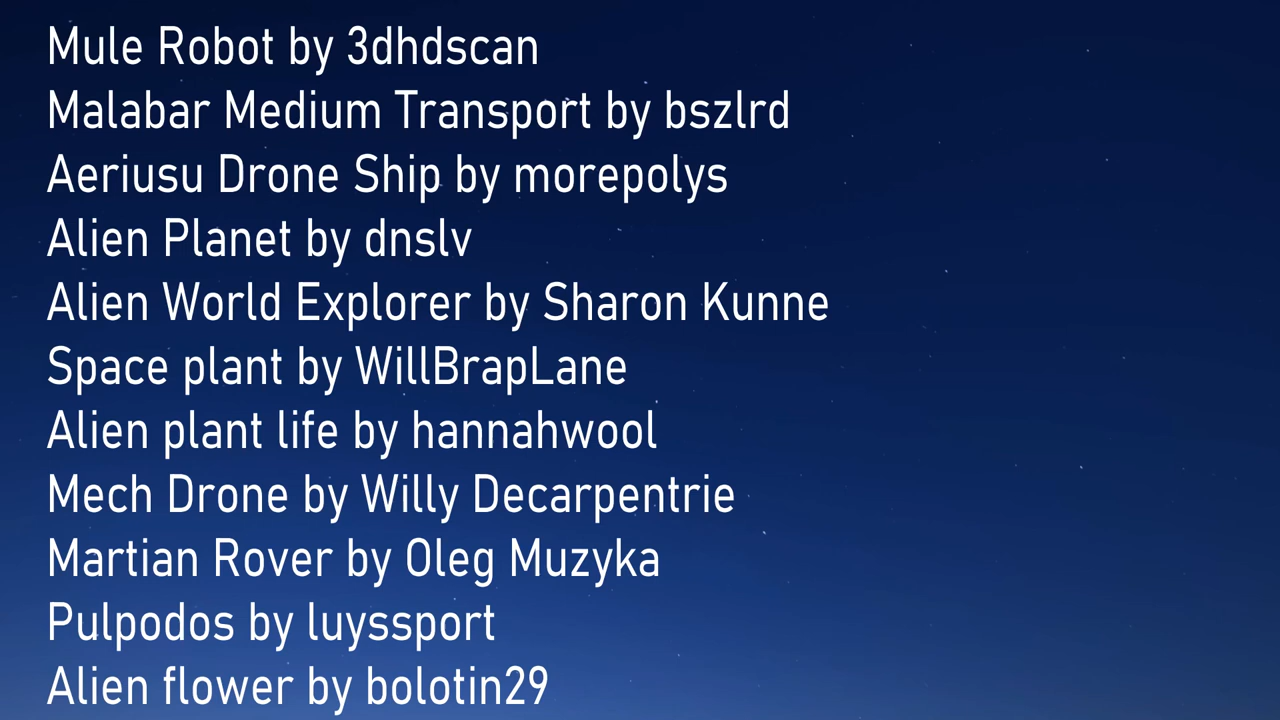 Mule Robot by 3dhdscan
Malabar Medium Transport by bszlrd
Aeriusu Drone Ship by morepolys
Alien Planet by dnslv
Alien World Explorer by Sharon Kunne
Space plant by WillBrapLane
Alien plant life by hannahwool
Mech Drone by Willy Decarpentrie
Martian Rover by Oleg Muzyka
Pulpodos by luyssport
Alien flower by bolotin29